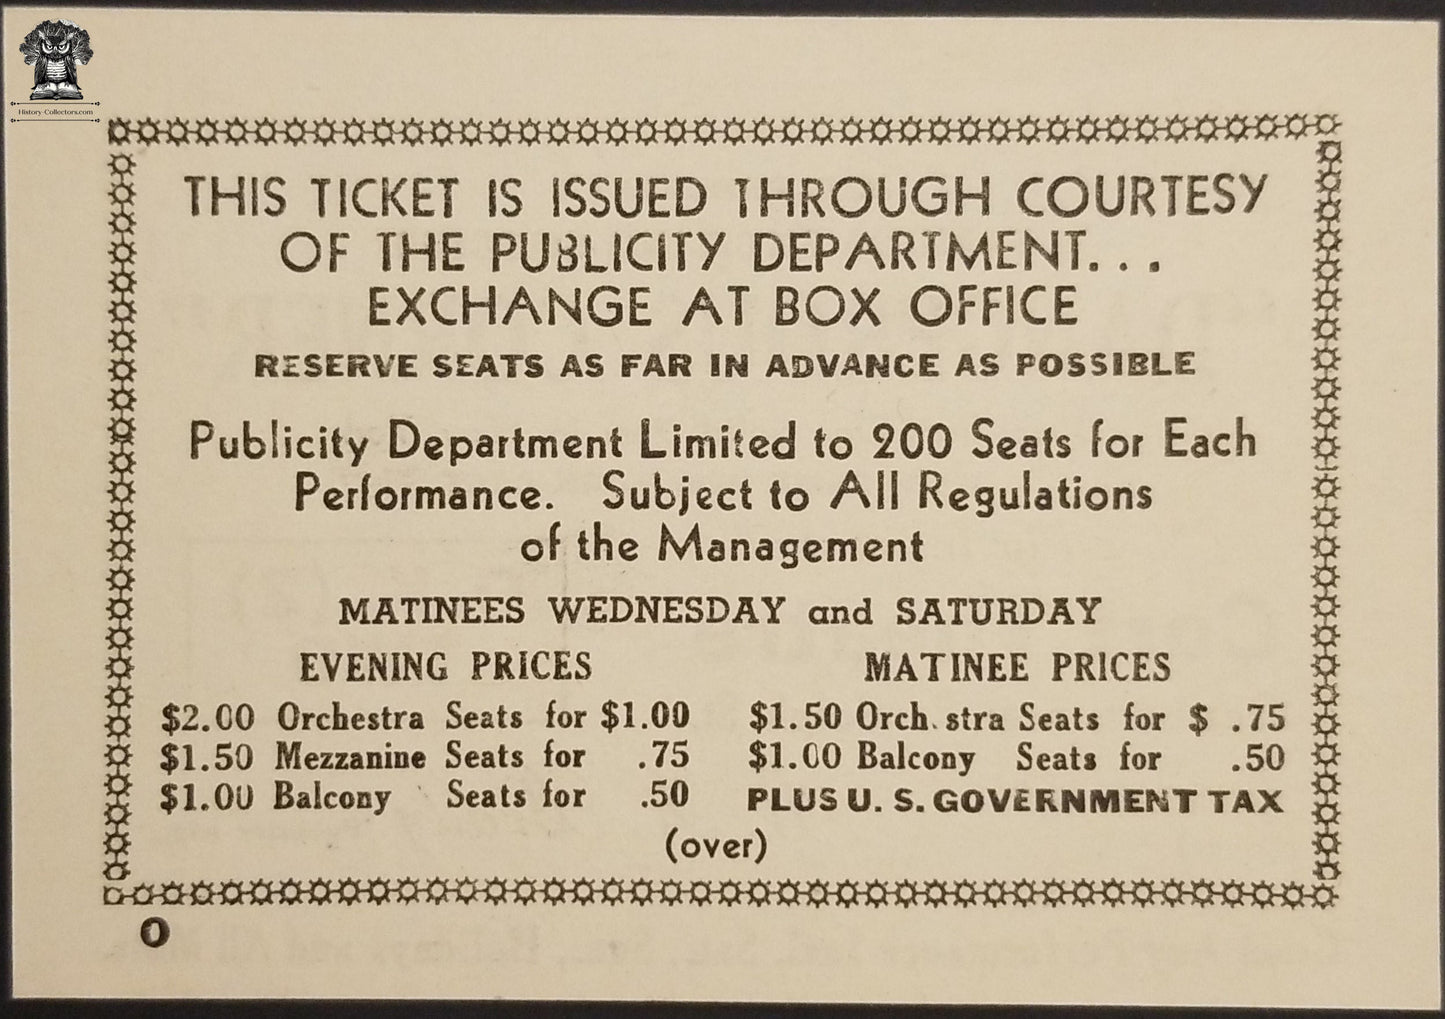 History-Collectors.com
THIS TICKET IS ISSUED THROUGH COURTESY
OF THE PUBLICITY DEPARTMENT...
EXCHANGE AT BOX OFFICE
RESERVE SEATS AS FAR IN ADVANCE AS POSSIBLE
Publicity Department Limited to 200 Seats for Each
Performance. Subject to All Regulations
of the Management
MATINEES WEDNESDAY and SATURDAY
EVENING PRICES
$2.00 Orchestra Seats for $1.00
$1.50 Mezzanine Seats for .75
$1.00 Balcony Seats for .50
MATINEE PRICES
$1.50 Orch.stra Seats for $ .75
$1.00 Balcony Seats for .50
PLUS U. S. GOVERNMENT TAX
(over)
O